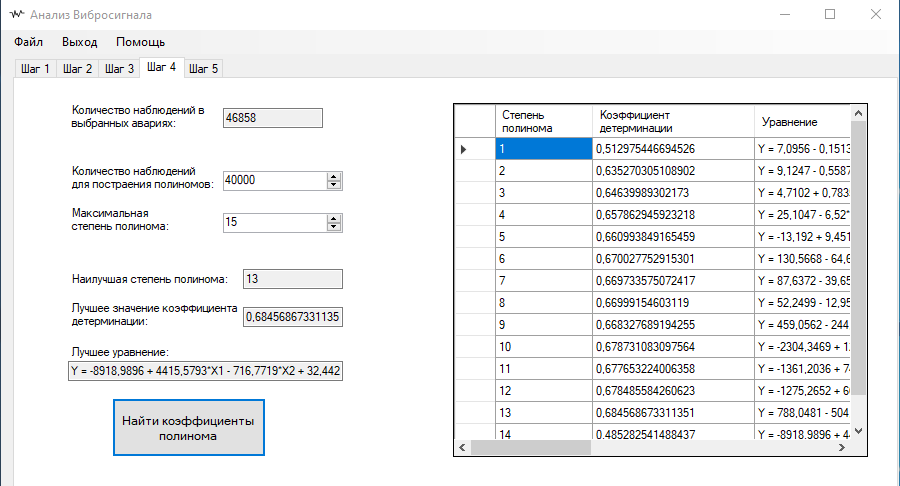 Анализ Вибросигнала
Файл Выход Помощь
Шаг 1 Шаг 2 Шаг 3 Шаг 4 Шаг 5
Количество наблюдений в
выбранных авариях:
46858
Количество наблюдений
для постраения полиномов:
40000
Максимальная
степень полинома:
15
Наилучшая степень полинома:
13
Лучшее значение коэффициента
детерминации:
0,68456867331135
Лучшее уравнение:
Y = -8918,9896 + 4415,5793*X1 - 716,7719*X2 + 32,442
Найти коэффициенты
полинома
Степень
полинома
Коэффициент
детерминации
Уравнение
1 0,512975446694526 Y = 7,0956 - 0,1513
2 0,635270305108902 Y = 9,1247 - 0,5587
3 0,64639989302173 Y = 4,7102 + 0,783
4 0,657862945923218 Y = 25,1047 - 6,52*
5 0,660993849165459 Y = -13,192 + 9,451
6 0,670027752915301 Y = 130,5668 - 64,6
7 0,669733575072417 Y = 87,6372 - 39,65
8 0,66999154603119 Y = 52,2499 - 12,95
9 0,668327689194255 Y = 459,0562 - 244
10 0,678731083097564 Y = -2304,3469 + 1
11 0,677653224006358 Y = -1361,2036 + 7
12 0,678485584260623 Y = -1275,2652 + 6
13 0,684568673311351 Y = 788,0481 - 504
14 0,485282541488437 Y = -8918,9896 + 44